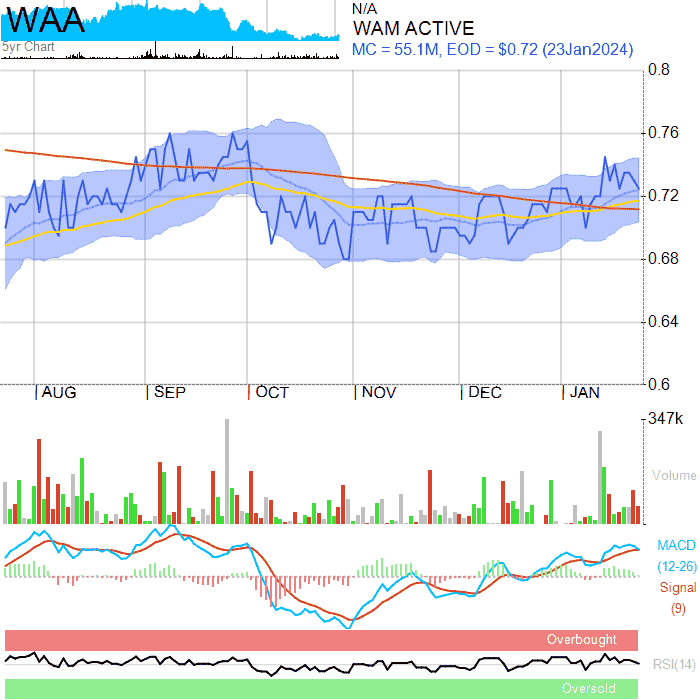 WAA
5yr Chart
N/A
WAM ACTIVE
MC = 55.1M, EOD = $0.72 (23Jan2024)
0.8
0.76
0.72
0.68
0.64
0.6
AUG SEP OCT NOV DEC JAN
347k
Volume
MACD
(12-26)
Signal
(9)
Overbought
RSI(14)
Oversold